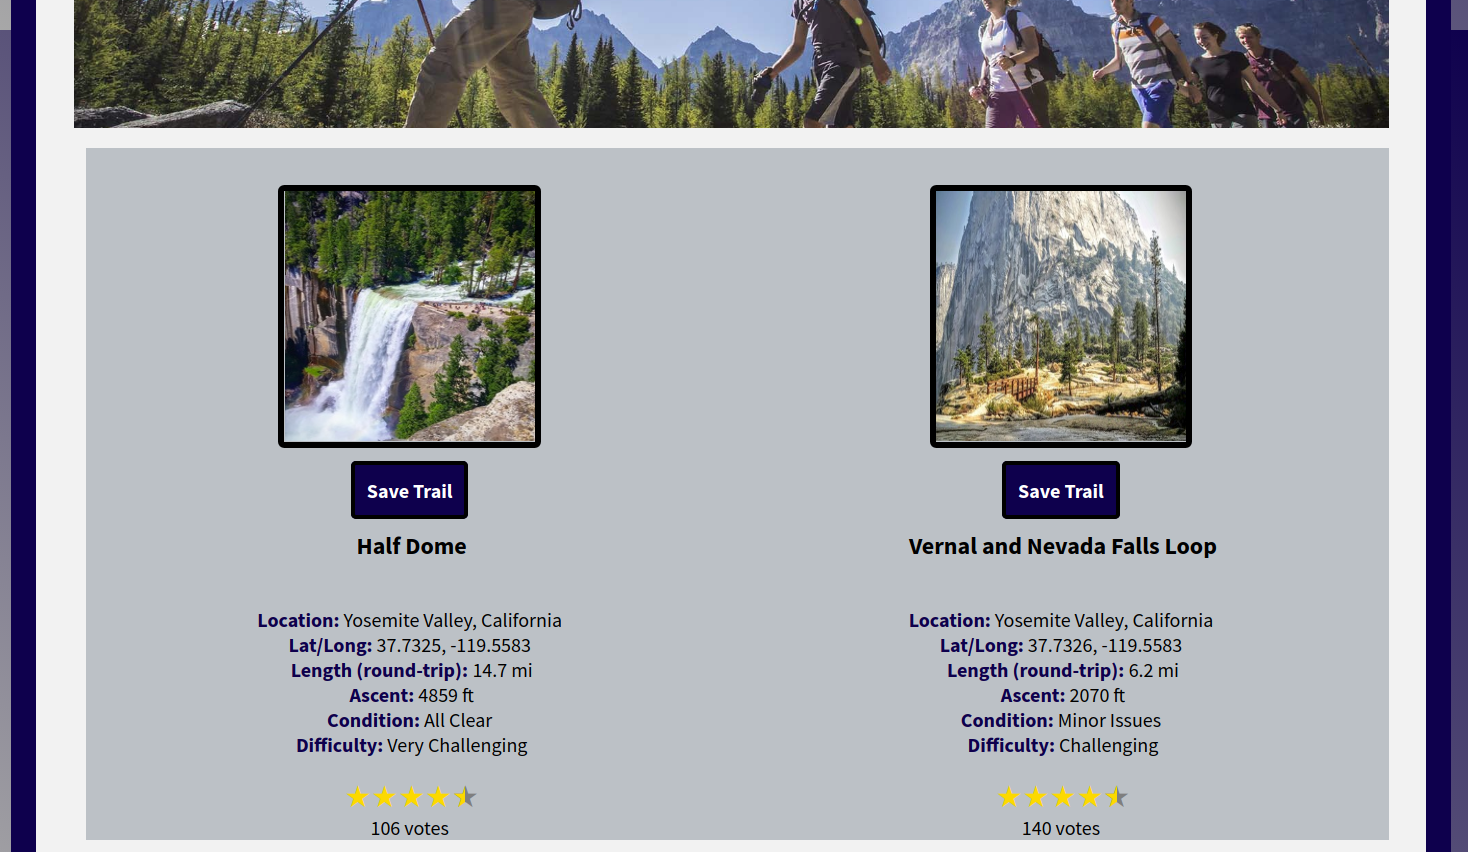 Save Trail
Half Dome
Location: Yosemite Valley, California
Lat/Long: 37.7325, -119.5583
Length (round-trip): 14.7 mi
Ascent: 4859 ft
Condition: All Clear
Difficulty: Very Challenging
106 votes
Save Trail
Vernal and Nevada Falls Loop
Location: Yosemite Valley, California
Lat/Long: 37.7326, -119.5583
Length (round-trip): 6.2 mi
Ascent: 2070 ft
Condition: Minor Issues
Difficulty: Challenging
140 votes